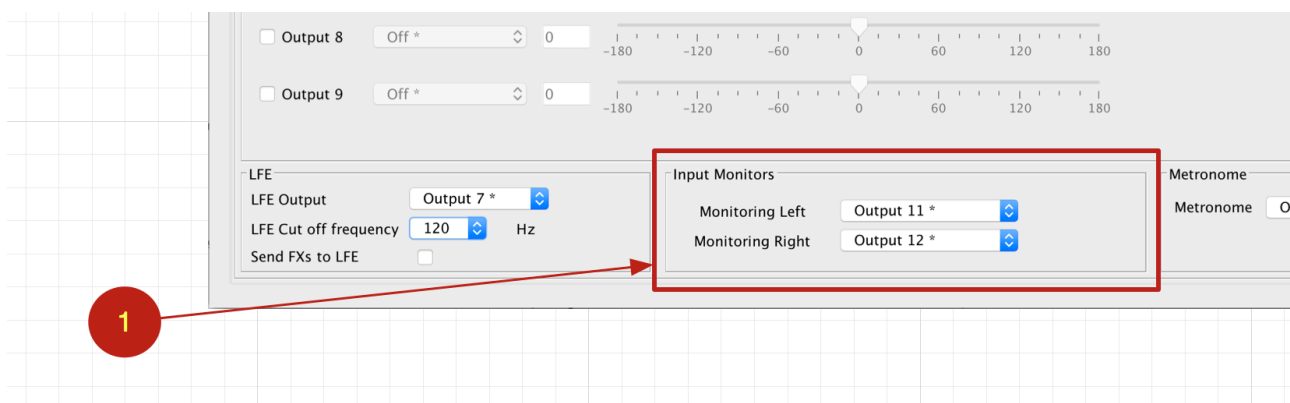 Output 8 Off * 0
-180 -120 -60 0 60 120 180
Output 9 Off * 0
-180 -120 -60 0 60 120 180
LFE
LFE Output Output 7 *
LFE Cut off frequency 120 Hz
Send FXs to LFE
Input Monitors
Monitoring Left Output 11 *
Monitoring Right Output 12 *
Metronome
Metronome
1